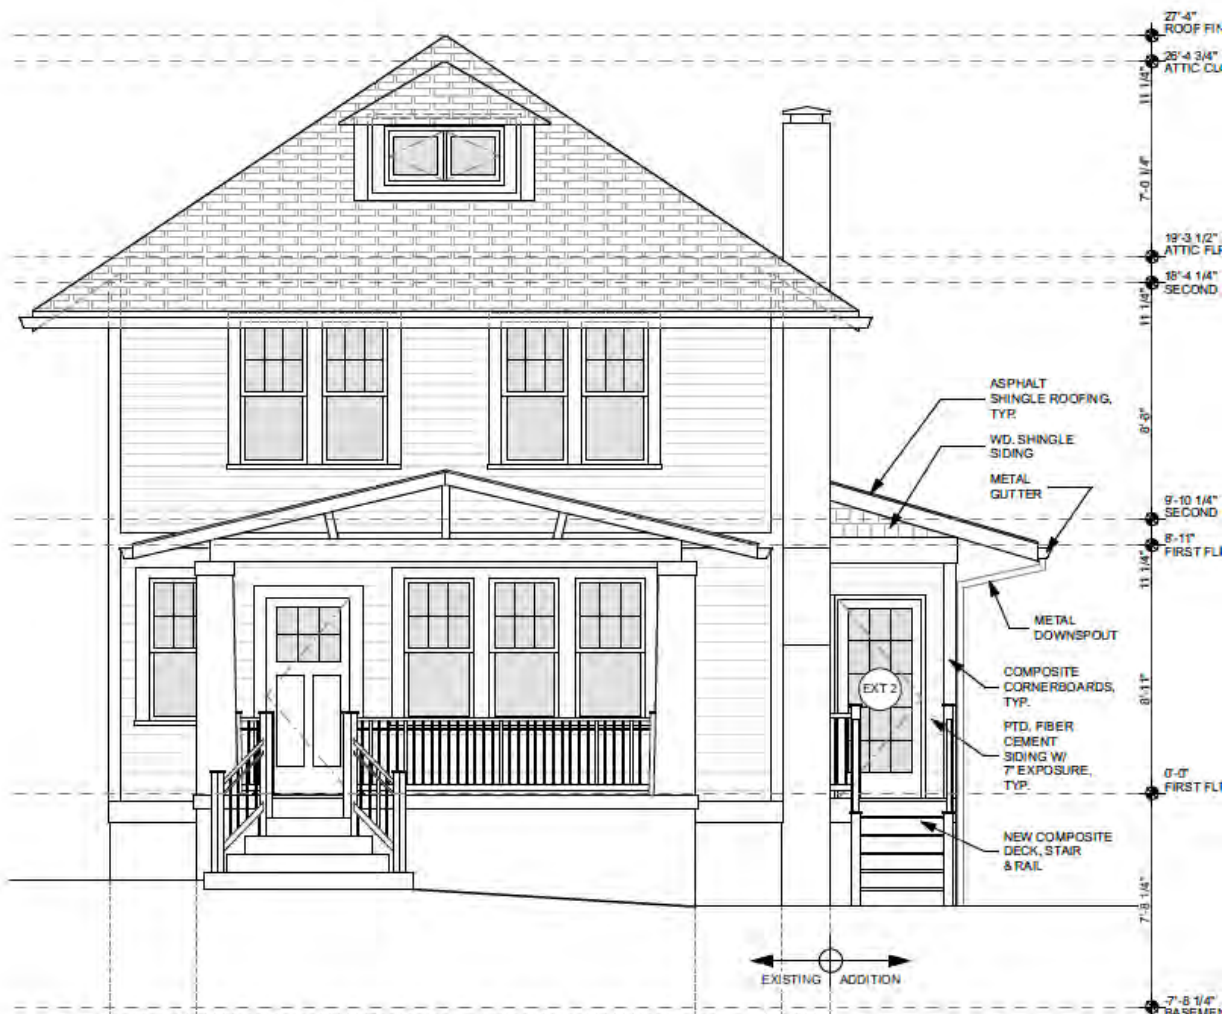 27'-4"
ROOF FIN
26'-4 3/4"
ATTIC CLG
11 1/4"
7'-0 1/4"
19'-3 1/2"
ATTIC FLR
18'-4 1/4"
SECOND
11 1/4"
ASPHALT
SHINGLE ROOFING,
TYP.
8'-6"
WD. SHINGLE
SIDING
METAL
GUTTER
9'-10 1/4"
SECOND
8'-11"
FIRST FL
11 1/4"
METAL
DOWNSPOUT
COMPOSITE
CORNERBOARDS,
TYP.
EXT 2
8'-11"
PTD. FIBER
CEMENT
SIDING W/
7" EXPOSURE,
TYP.
0'-0"
FIRST FL
NEW COMPOSITE
DECK, STAIR
& RAIL
7'-8 1/4"
EXISTING
ADDITION
-7'-8 1/4"
BASEMEN